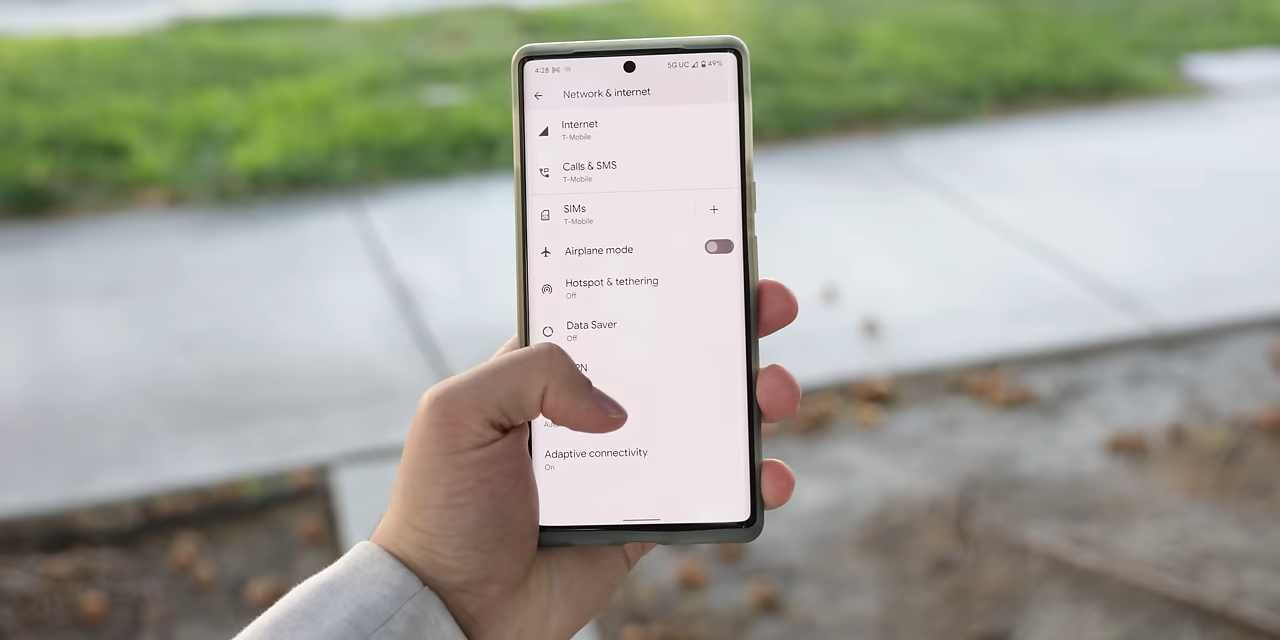 4:28
5G UC
49%
Network & internet
Internet
T-Mobile
Calls & SMS
T-Mobile
SIMs
T-Mobile
+
Airplane mode
Hotspot & tethering
Off
Data Saver
Off
Adaptive connectivity
On